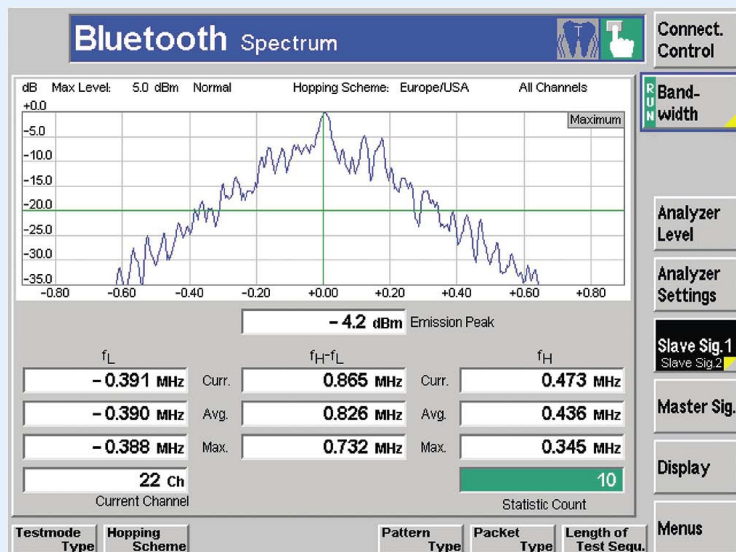 Bluetooth Spectrum
dB Max Level: 5.0 dBm Normal Hopping Scheme: Europe/USA All Channels
+0.0
Maximum
-5.0
-10.0
-15.0
-20.0
-25.0
-30.0
-35.0
-0.80 -0.60 -0.40 -0.20 +0.00 +0.20 +0.40 +0.60 +0.80
- 4.2 dBm Emission Peak
fL fH-fL fH
- 0.391 MHz Curr. 0.865 MHz Curr. 0.473 MHz
- 0.390 MHz Avg. 0.826 MHz Avg. 0.436 MHz
- 0.388 MHz Max. 0.732 MHz Max. 0.345 MHz
22 Ch 10
Current Channel Statistic Count
Connect.
Control
RUN
Band-
width
Analyzer
Level
Analyzer
Settings
Slave Sig.1
Slave Sig.2
Master Sig.
Display
Menus
Testmode
Type
Hopping
Scheme
Pattern
Type
Packet
Type
Length of
Test Sequ.